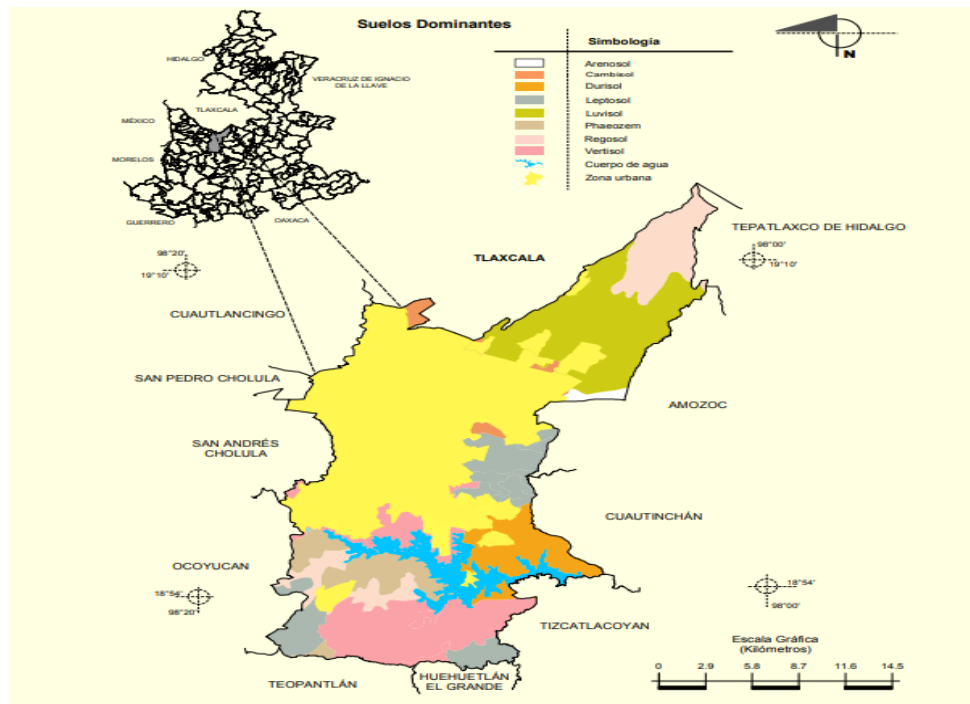 Suelos Dominantes
Simbología
Arenosol
Cambisol
Durisol
Leptosol
Luvisol
Phaeozem
Regosol
Vertisol
Cuerpo de agua
Zona urbana
N
HIDALGO
VERACRUZ DE IGNACIO
DE LA LLAVE
TLAXCALA
MÉXICO
MORELOS
GUERRERO
OAXACA
TEPATLAXCO DE HIDALGO
98°20'
19°10'
TLAXCALA
98°00'
19°10'
CUAUTLANCINGO
SAN PEDRO CHOLULA
AMOZOC
SAN ANDRÉS
CHOLULA
CUAUTINCHÁN
OCOYUCAN
18°54'
98°20'
18°54'
98°00'
TIZCATLACOYAN
Escala Gráfica
(Kilómetros)
0 2.9 5.8 8.7 11.6 14.5
TEOPANTLÁN
HUEHUETLÁN
EL GRANDE